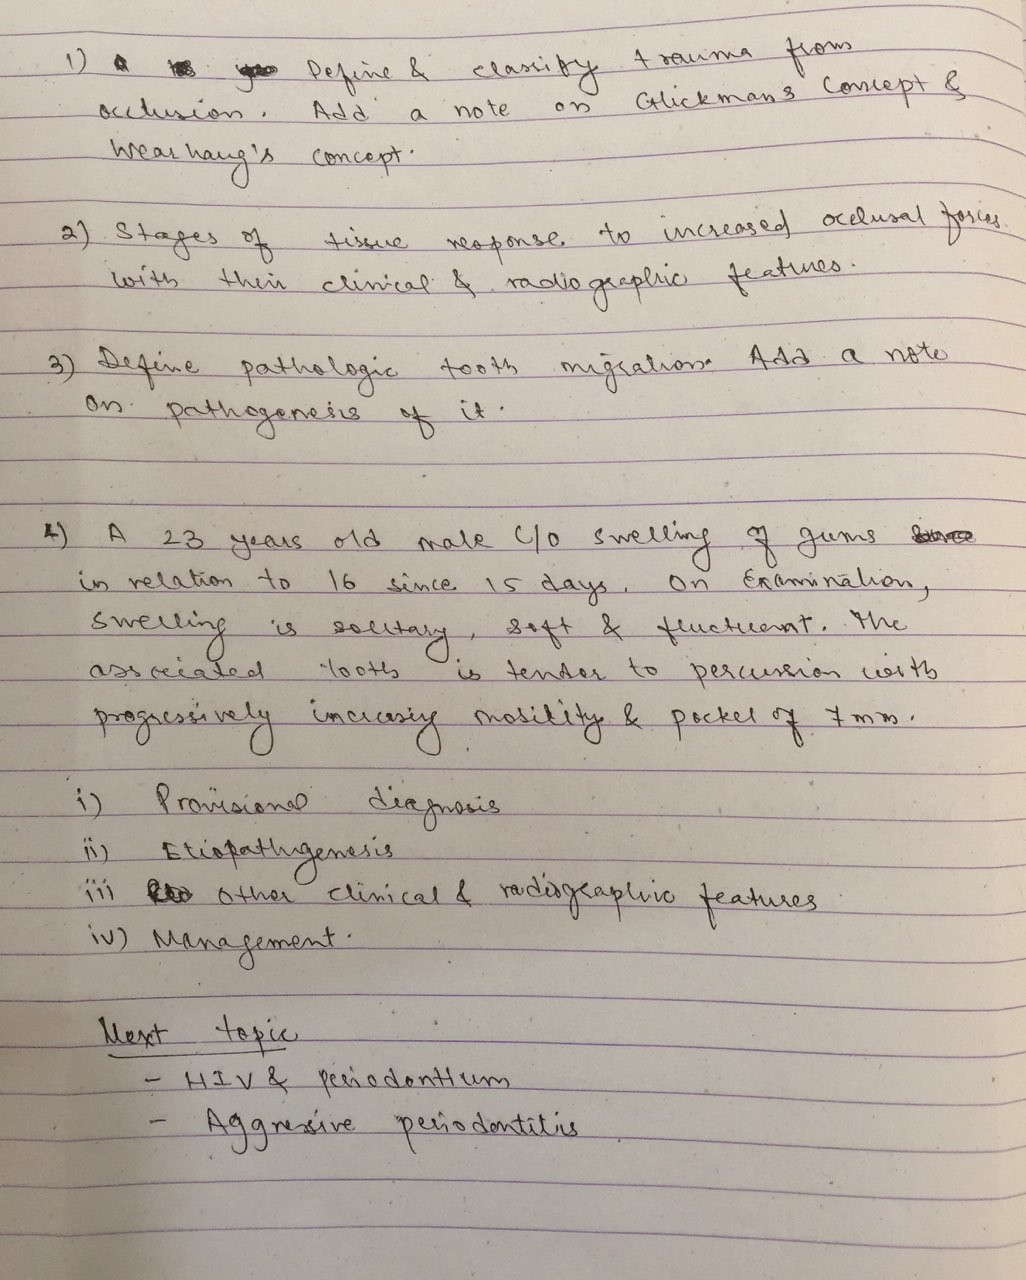 1) Define & classify trauma from
occlusion. Add a note on Glickman's Concept &
Wearhaug's concept.
2) Stages of tissue response to increased occlusal forces
with their clinical & radiographic features.
3) Define pathologic tooth migration. Add a note
on pathogenesis of it.
4) A 23 years old male C/O swelling of gums
in relation to 16 since 15 days. On Examination,
swelling is solitary, soft & fluctuent. The
associated tooth is tender to percussion with
progressively increasing mobility & pocket of 7mm.
i) Provisional diagnosis
ii) Etiopathogenesis
iii) Other clinical & radiographic features
iv) Management.
Next topic
- HIV & periodontium
- Aggressive periodontitis